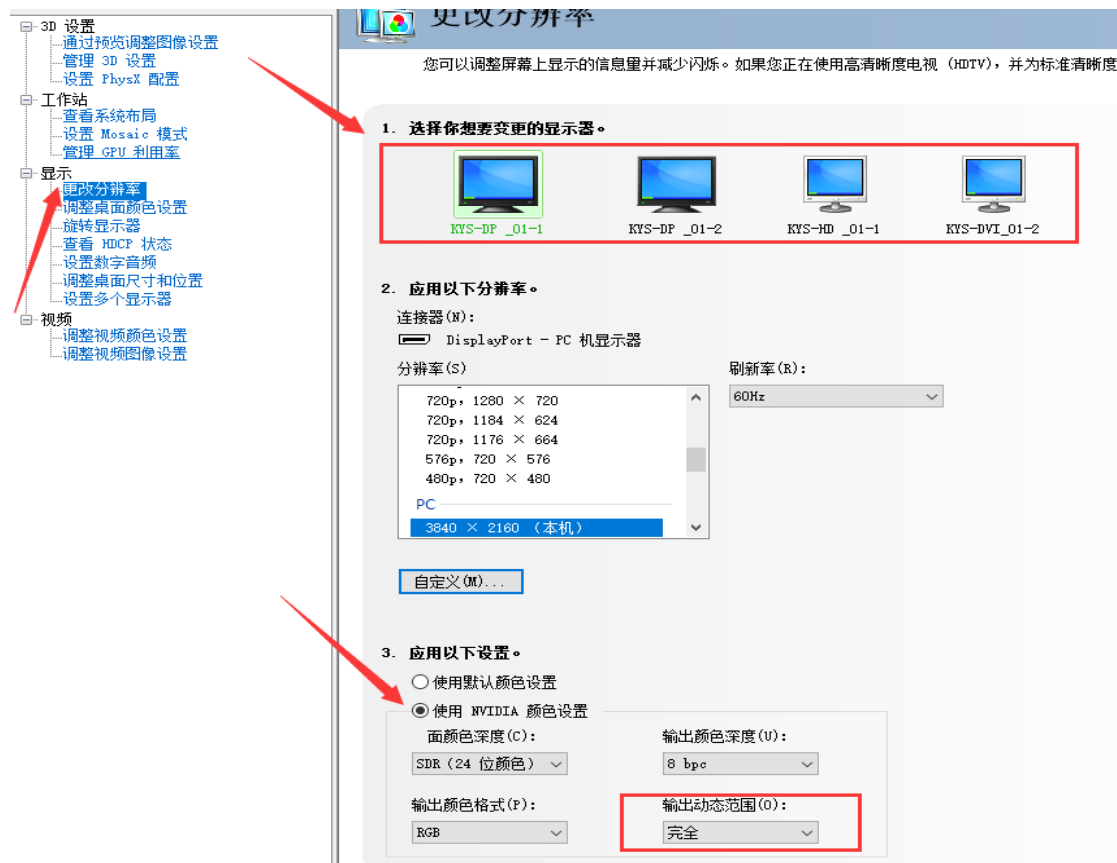 3D 设置
通过预览调整图像设置
管理 3D 设置
设置 PhysX 配置
工作站
查看系统布局
设置 Mosaic 模式
管理 GPU 利用率
显示
更改分辨率
调整桌面颜色设置
旋转显示器
查看 HDCP 状态
设置数字音频
调整桌面尺寸和位置
设置多个显示器
视频
调整视频颜色设置
调整视频图像设置
更改分辨率
您可以调整屏幕上显示的信息量并减少闪烁。如果您正在使用高清晰度电视 (HDTV)，并为标准清晰度
1. 选择你想要变更的显示器。
KYS-DP _01-1 KYS-DP _01-2 KYS-HD _01-1 KYS-DVI_01-2
2. 应用以下分辨率。
连接器(N):
DisplayPort - PC 机显示器
分辨率(S) 刷新率(R):
60Hz
720p, 1280 × 720
720p, 1184 × 624
720p, 1176 × 664
576p, 720 × 576
480p, 720 × 480
PC
3840 × 2160 (本机)
自定义(M)...
3. 应用以下设置。
使用默认颜色设置
使用 NVIDIA 颜色设置
面颜色深度(C): 输出颜色深度(U):
SDR (24 位颜色) 8 bpc
输出颜色格式(P): 输出动态范围(O):
RGB 完全